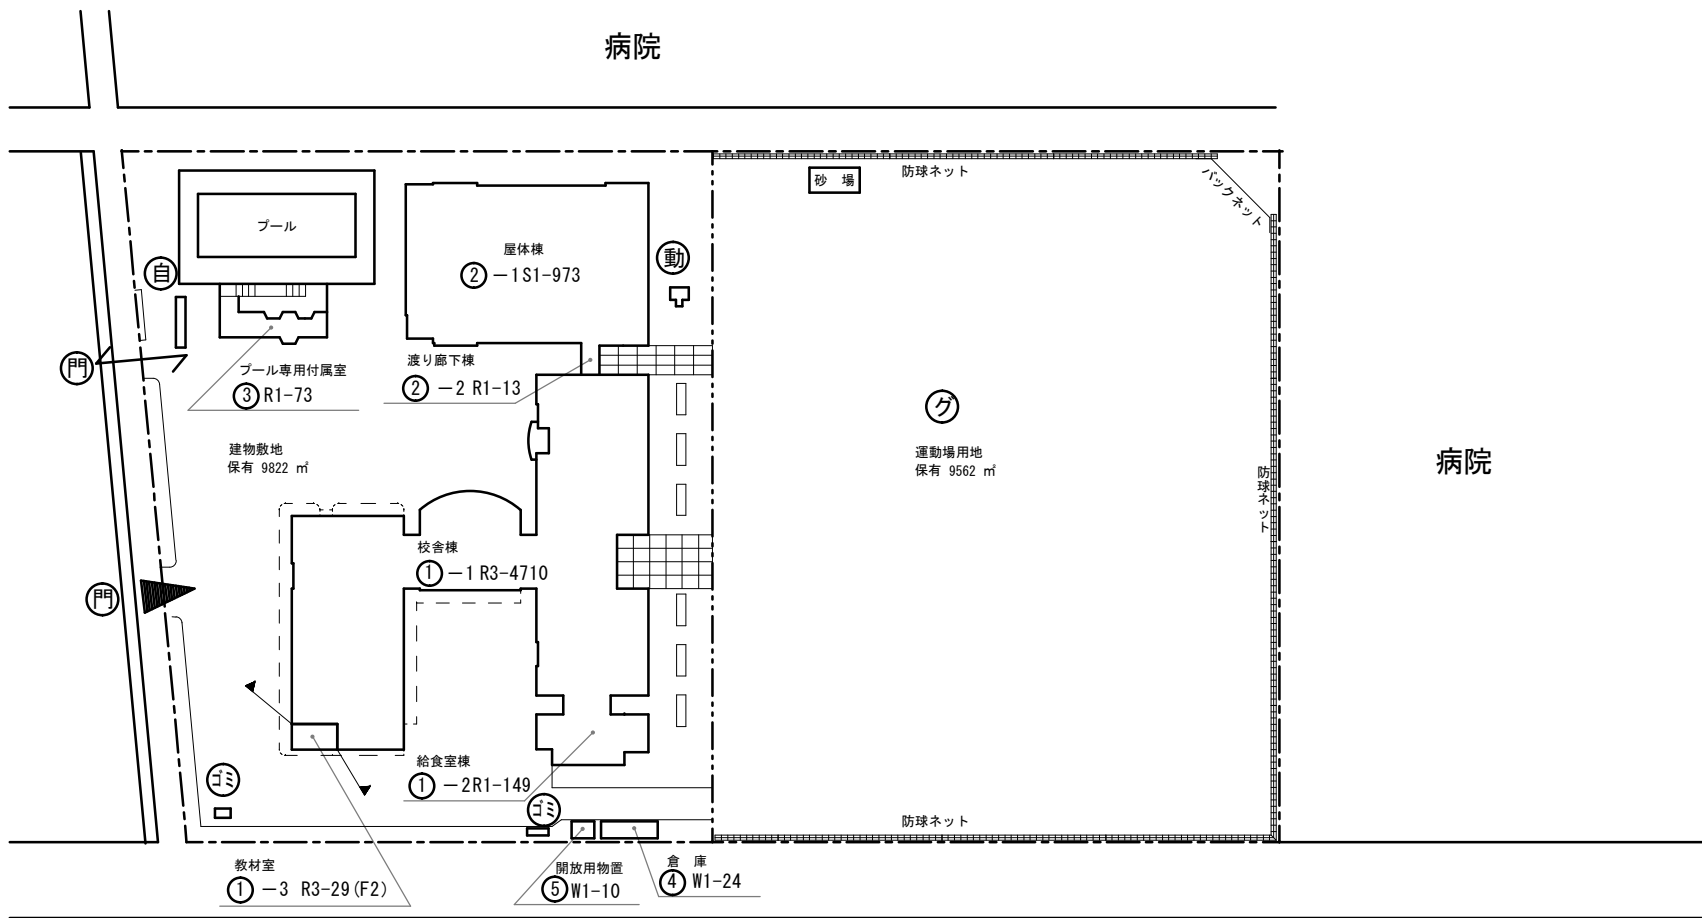 病院
防球ネット
バックネット
砂 場
プール
屋体棟
② －1 S1-973
動
自
門
渡り廊下棟
② －2 R1-13
プール専用付属室
③ R1-73
グ
建物敷地
保有 9822 ㎡
運動場用地
保有 9562 ㎡
病院
防球ネット
校舎棟
① －1 R3-4710
門
給食室棟
① －2R1-149
ゴミ
ゴミ
防球ネット
教材室
① －3 R3-29(F2)
開放用物置
⑤ W1-10
倉 庫
④ W1-24